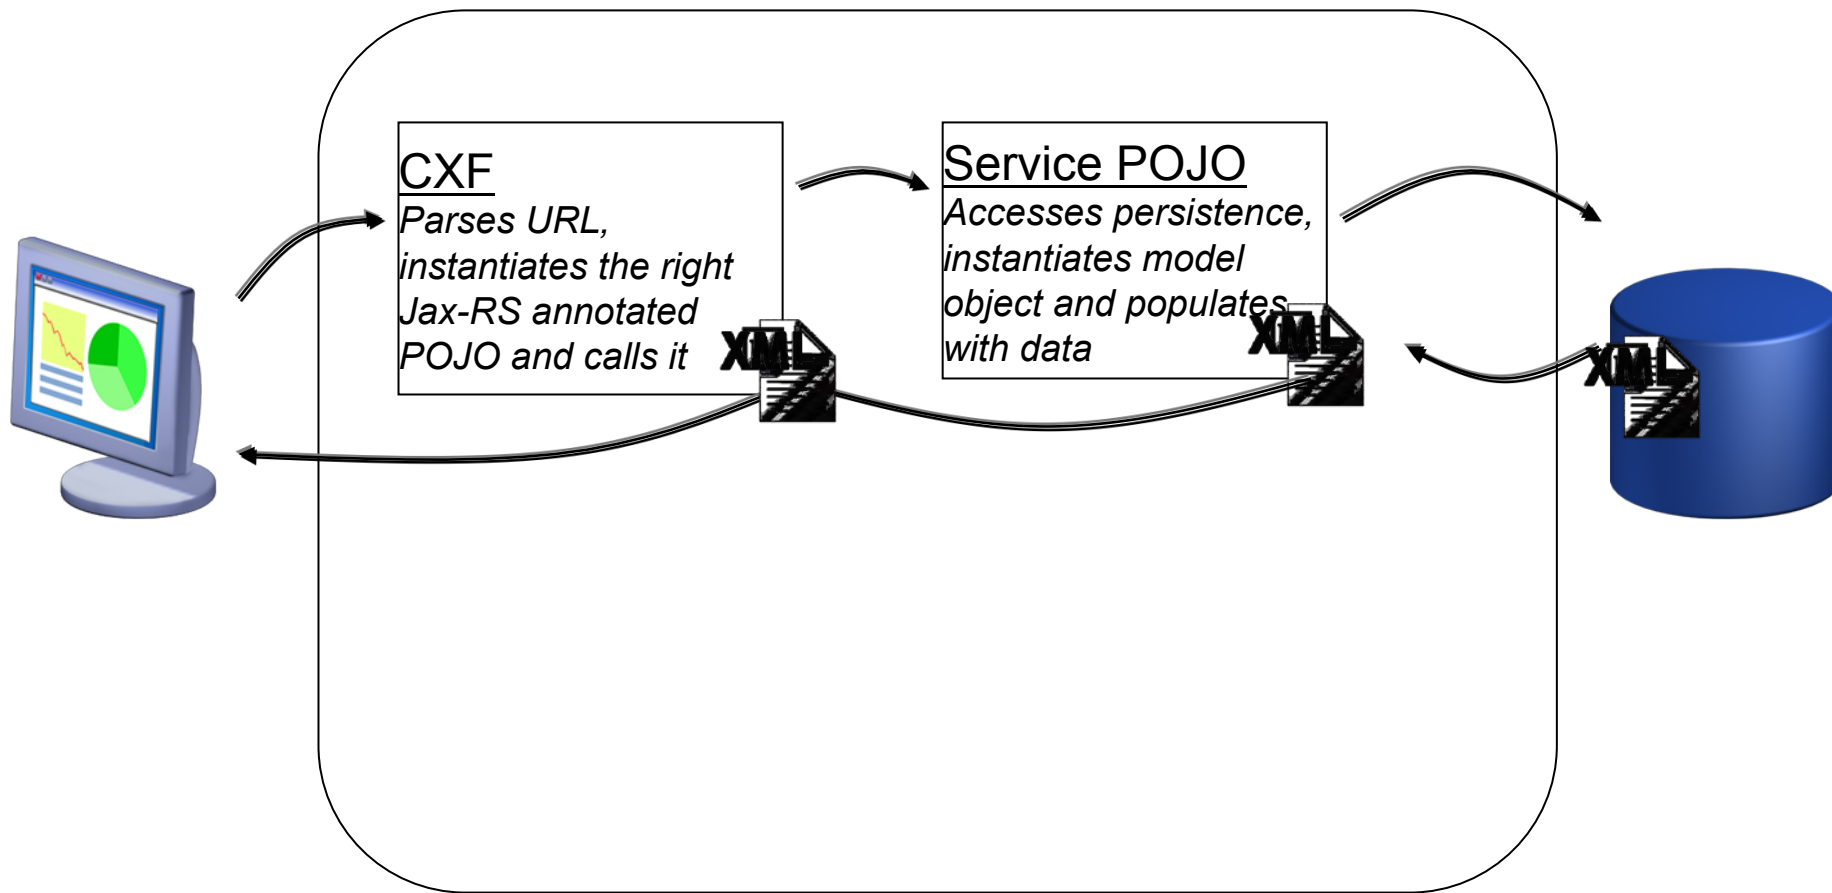 CXF
Parses URL,
instantiates the right
Jax-RS annotated
POJO and calls it
XML
Service POJO
Accesses persistence,
instantiates model
object and populates
with data
XML
XML